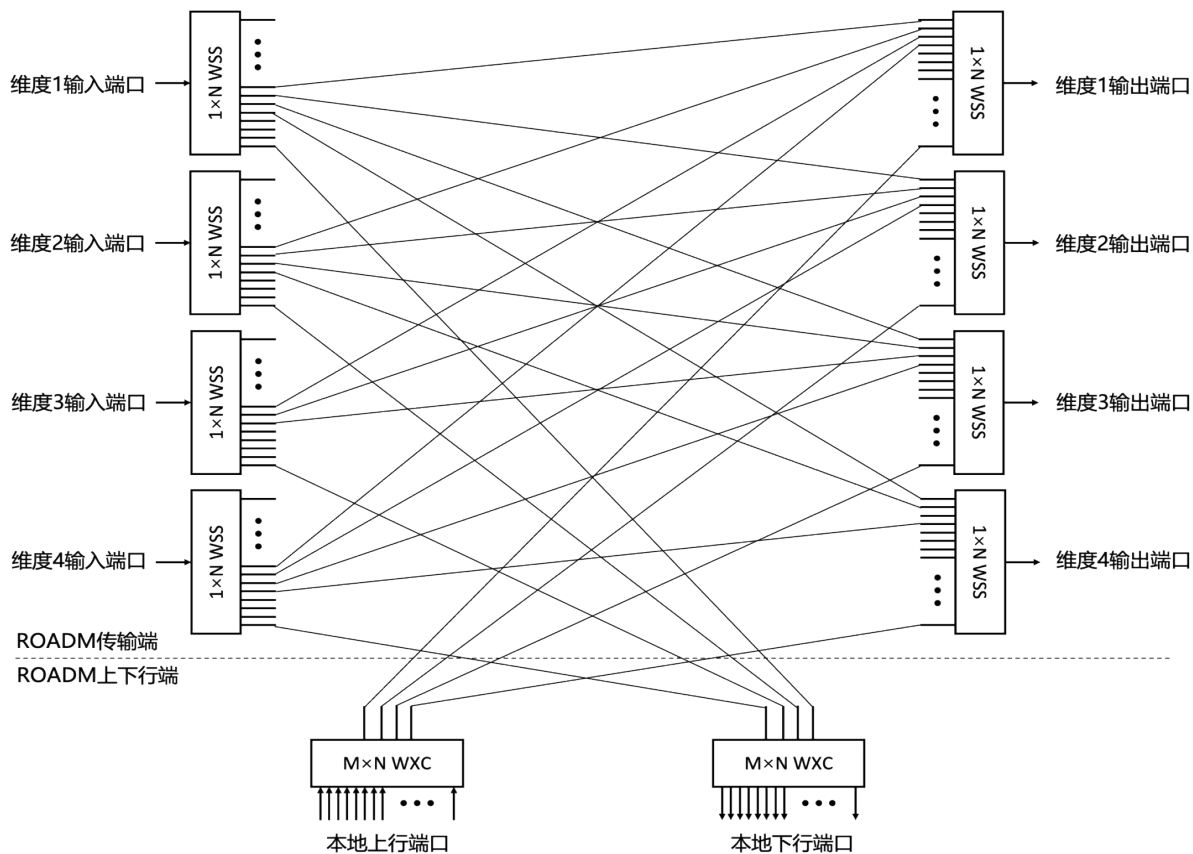 维度1输入端口
1×N WSS
1×N WSS
维度1输出端口
维度2输入端口
1×N WSS
1×N WSS
维度2输出端口
维度3输入端口
1×N WSS
1×N WSS
维度3输出端口
维度4输入端口
1×N WSS
1×N WSS
维度4输出端口
ROADM传输端
ROADM上下行端
M×N WXC
M×N WXC
本地上行端口
本地下行端口